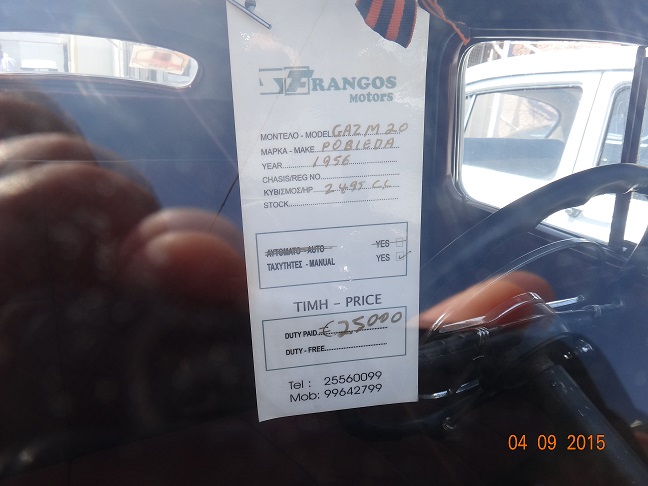 FRANGOS
Motors
ΜΟΝΤΕΛΟ - MODEL GAZ M 20
ΜΑΡΚΑ - MAKE POBIEDA
YEAR 1956
CHASIS/REG NO.
ΚΥΒΙΣΜΟΣ/HP 2495 CC
STOCK
ΑΥΤΟΜΑΤΟ - AUTO YES
ΤΑΧΥΤΗΤΕΣ - MANUAL YES ✓
ΤΙΜΗ - PRICE
DUTY PAID €25000
DUTY - FREE
Tel : 25560099
Mob: 99642799
04 09 2015